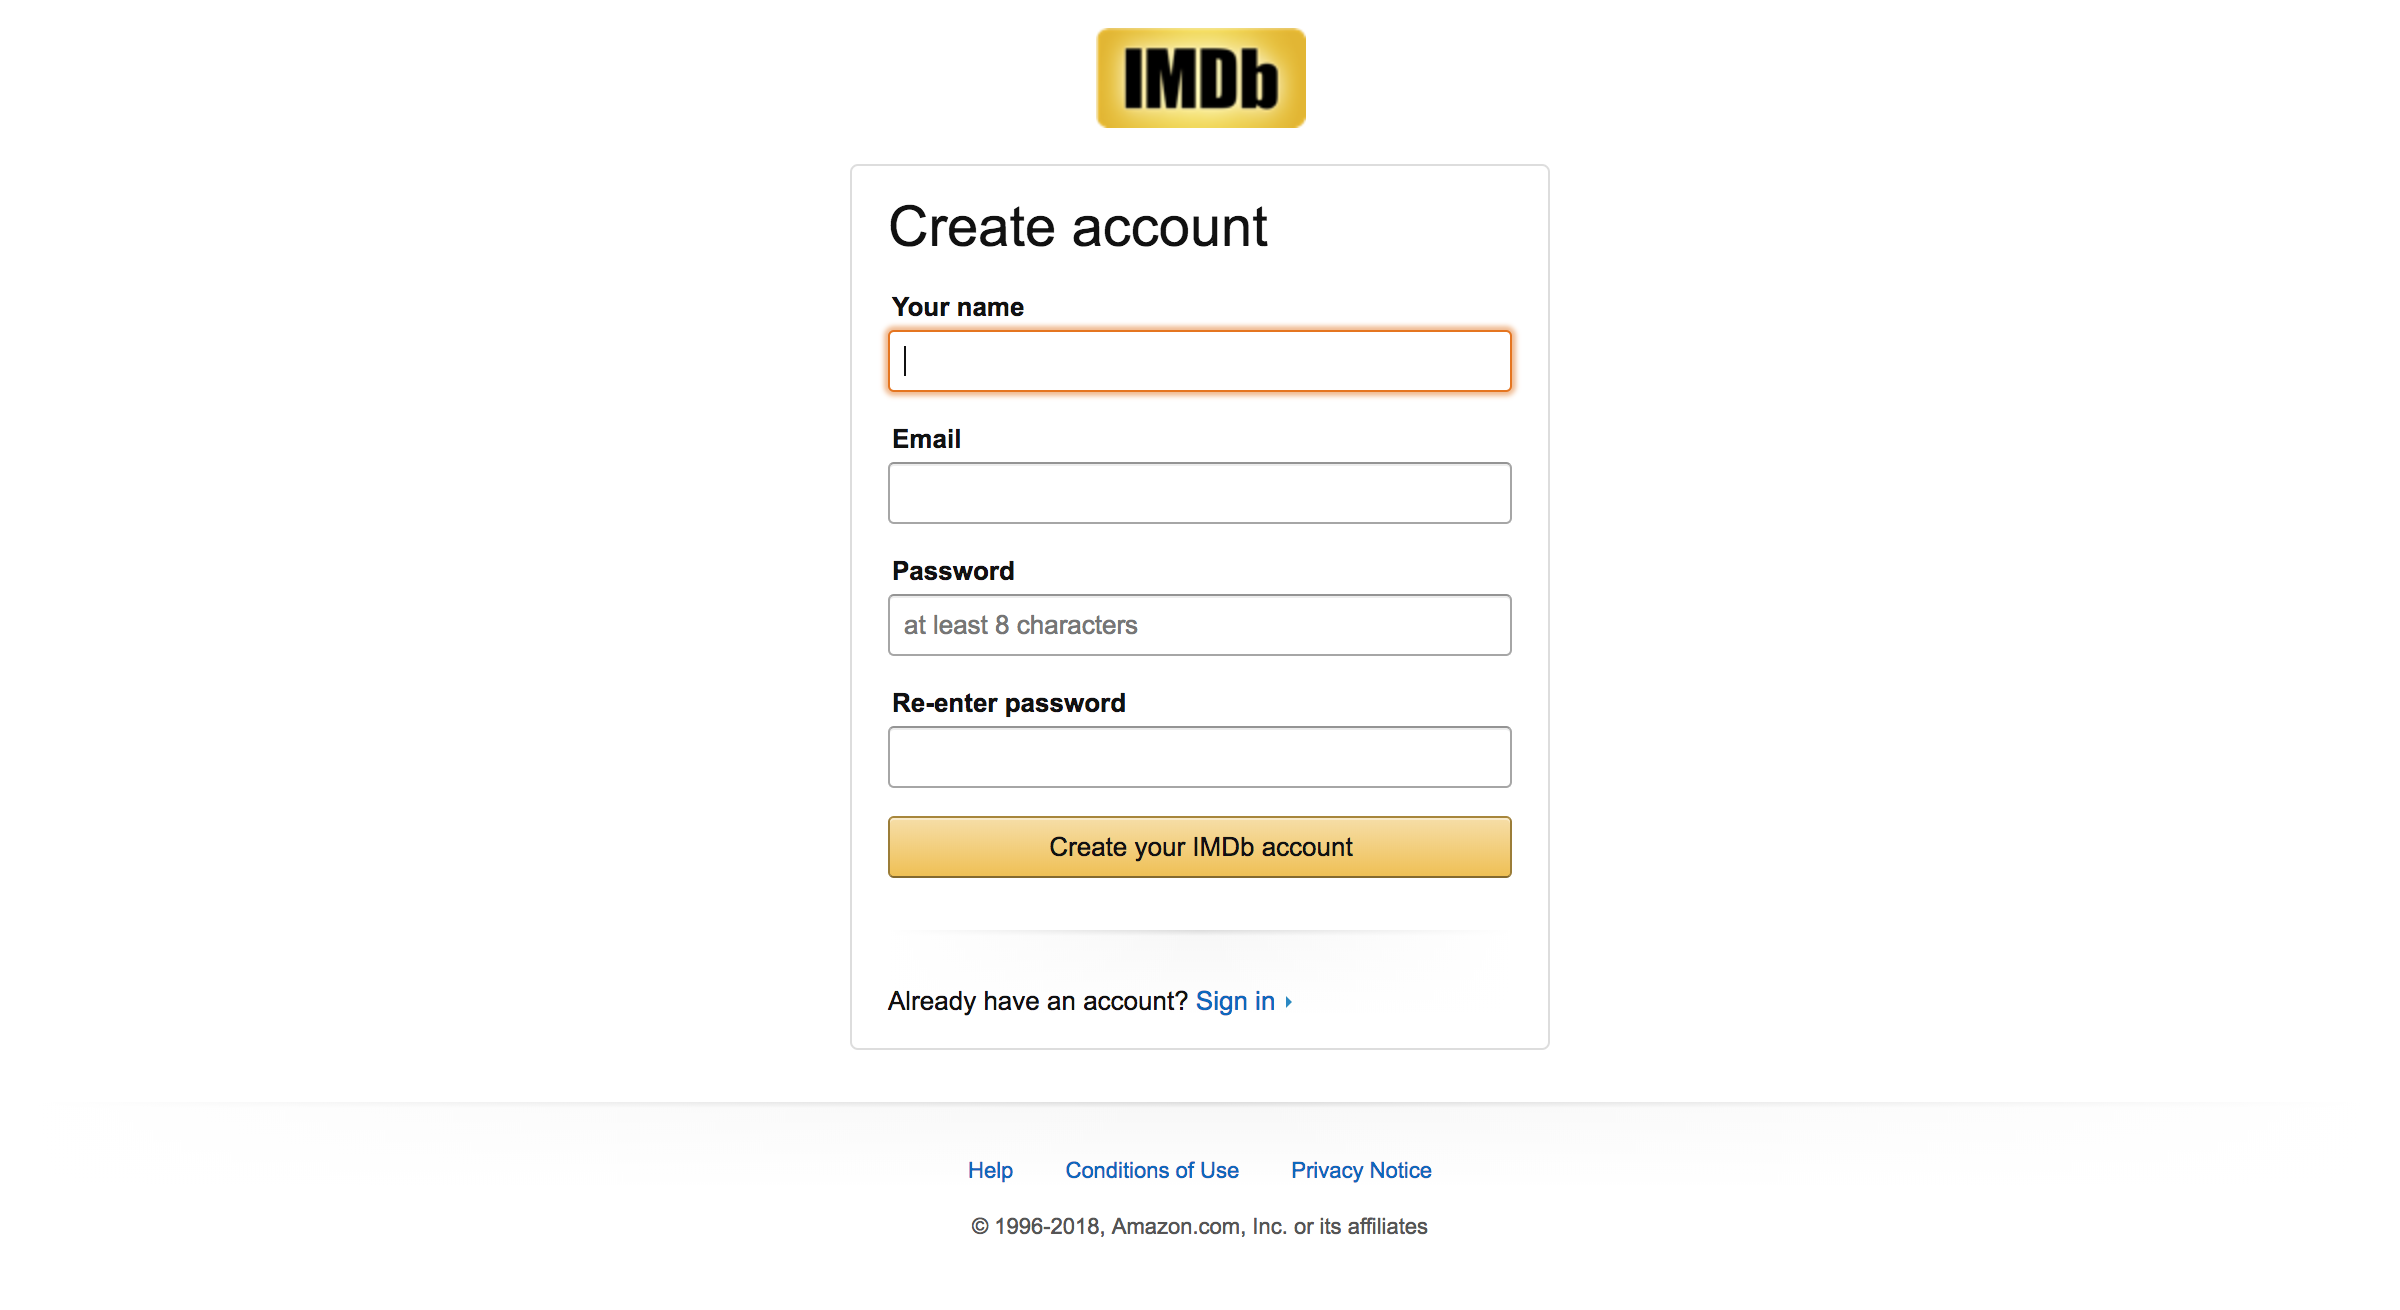 IMDb
Create account
Your name
Email
Password
at least 8 characters
Re-enter password
Create your IMDb account
Already have an account? Sign in
Help Conditions of Use Privacy Notice
© 1996-2018, Amazon.com, Inc. or its affiliates